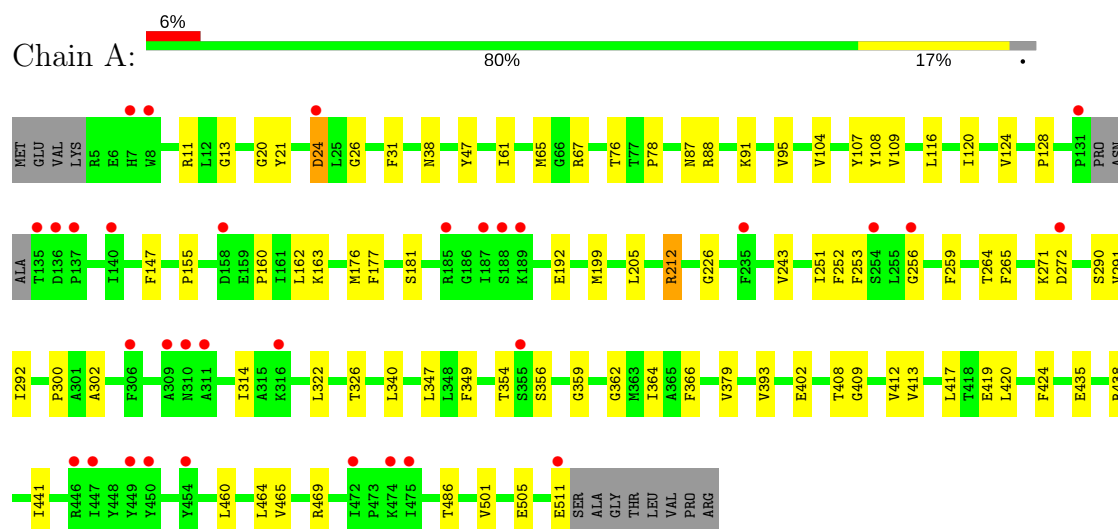 6%
Chain A:
80% 17% •
MET GLU VAL LYS R5 E6 H7 W8 R11 L12 G13 G20 Y21 D24 L25 G26 F31 N38 Y47 I61 M65 G66 R67 T76 T77 P78 N87 R88 K91 V95 V104 Y107 Y108 V109 L116 I120 V124 P128 P131 PRO ASN
ALA T135 D136 P137 I140 F147 P155 D158 E159 P160 I161 L162 K163 M176 F177 S181 R185 G186 I187 S188 K189 E192 M199 L205 R212 G226 F235 V243 I251 F252 F253 S254 L255 G256 F259 T264 F265 K271 D272 S290 V291
I292 P300 A301 A302 F306 A309 N310 A311 I314 A315 K316 L322 T326 L340 L347 L348 F349 T354 S355 S356 G359 G362 M363 I364 A365 F366 V379 V393 E402 T408 G409 V412 V413 L417 T418 E419 L420 F424 E435 R438
I441 R446 I447 Y448 Y449 Y450 Y454 L460 L464 V465 R469 I472 P473 K474 I475 T486 V501 E505 E511 SER ALA GLY THR LEU VAL PRO ARG